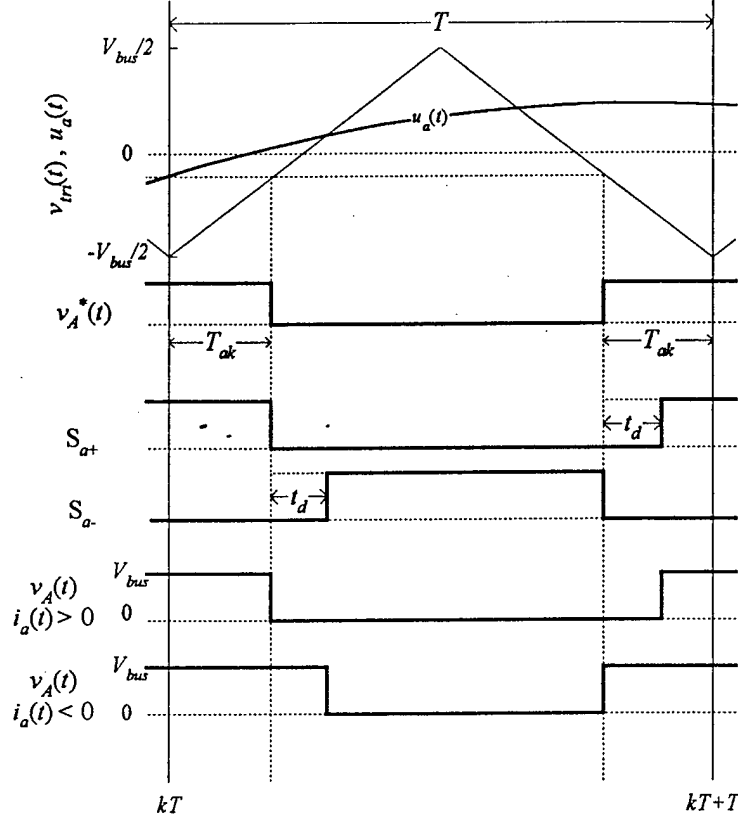 T
V_bus/2
u_a(t)
v_tri(t), u_a(t)
0
-V_bus/2
v_A*(t)
T_ak
T_ak
S_a+
t_d
S_a-
t_d
v_A(t)
i_a(t) > 0
V_bus
0
v_A(t)
i_a(t) < 0
V_bus
0
kT
kT+T